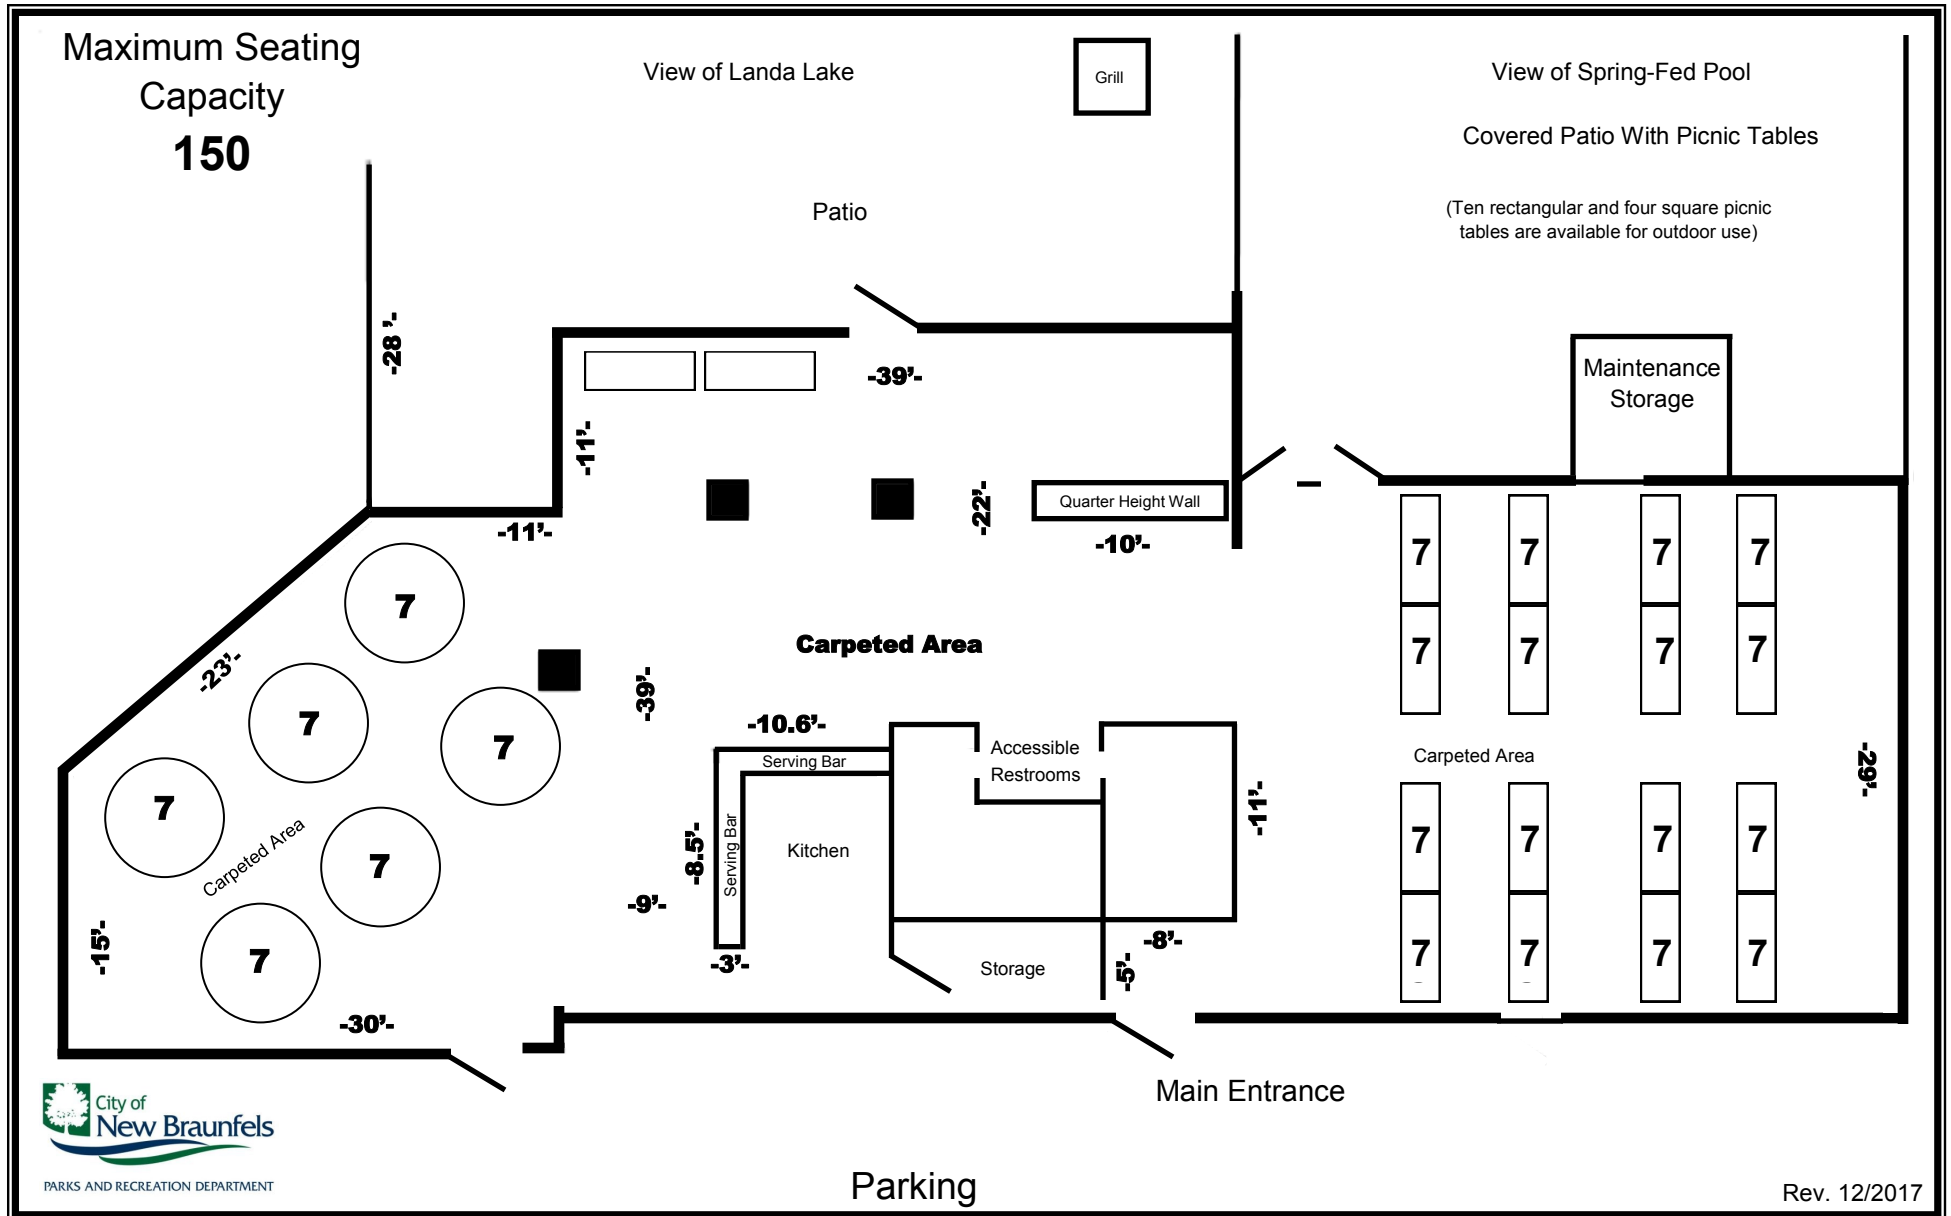 Maximum Seating
Capacity
150
View of Landa Lake
Grill
View of Spring-Fed Pool
Covered Patio With Picnic Tables
(Ten rectangular and four square picnic
tables are available for outdoor use)
Patio
-28 '-
-39'-
Maintenance
Storage
-11'-
-22'-
Quarter Height Wall
-10'-
-11'-
7
7
7
7
7
7
7
7
7
-23'-
7
7
7
7
7
-39'-
Carpeted Area
-10.6'-
Serving Bar
Serving Bar
-8.5'-
Kitchen
Accessible
Restrooms
-11'-
Carpeted Area
-29'-
Carpeted Area
-9'-
-3'-
Storage
-8'-
-5'-
7
7
7
7
7
7
7
7
-15'-
-30'-
Main Entrance
City of
New Braunfels
PARKS AND RECREATION DEPARTMENT
Parking
Rev. 12/2017